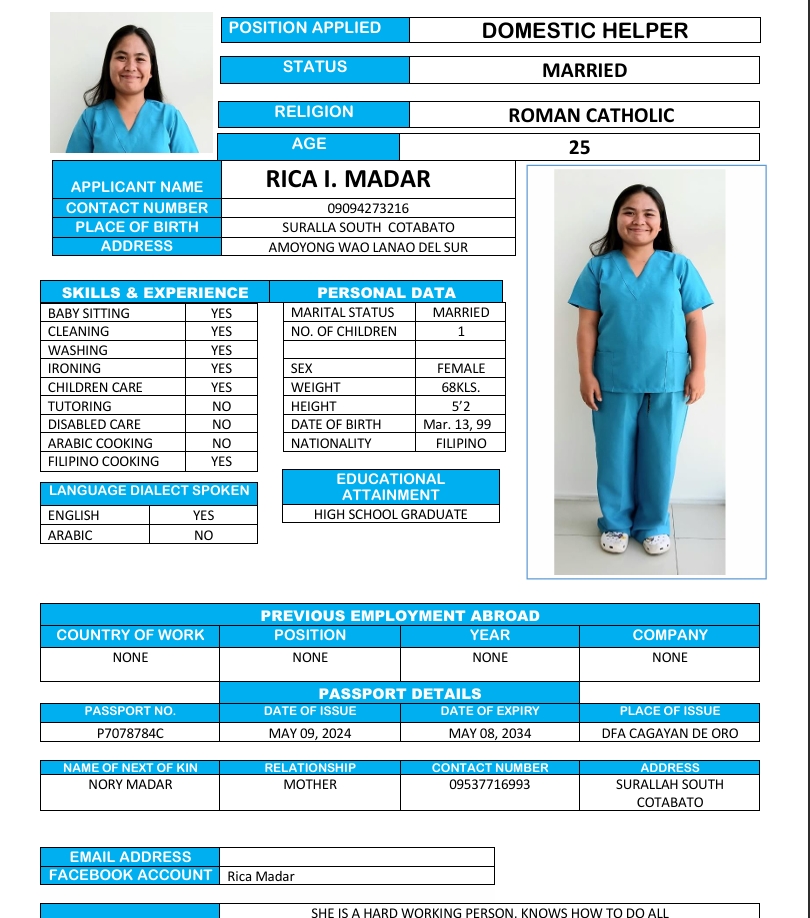 POSITION APPLIED DOMESTIC HELPER
STATUS MARRIED
RELIGION ROMAN CATHOLIC
AGE 25
APPLICANT NAME RICA I. MADAR
CONTACT NUMBER 09094273216
PLACE OF BIRTH SURALLA SOUTH COTABATO
ADDRESS AMOYONG WAO LANAO DEL SUR
SKILLS & EXPERIENCE
BABY SITTING YES
CLEANING YES
WASHING YES
IRONING YES
CHILDREN CARE YES
TUTORING NO
DISABLED CARE NO
ARABIC COOKING NO
FILIPINO COOKING YES
LANGUAGE DIALECT SPOKEN
ENGLISH YES
ARABIC NO
PERSONAL DATA
MARITAL STATUS MARRIED
NO. OF CHILDREN 1
SEX FEMALE
WEIGHT 68KLS.
HEIGHT 5’2
DATE OF BIRTH Mar. 13, 99
NATIONALITY FILIPINO
EDUCATIONAL
ATTAINMENT
HIGH SCHOOL GRADUATE
PREVIOUS EMPLOYMENT ABROAD
COUNTRY OF WORK POSITION YEAR COMPANY
NONE NONE NONE NONE
PASSPORT DETAILS
PASSPORT NO. DATE OF ISSUE DATE OF EXPIRY PLACE OF ISSUE
P7078784C MAY 09, 2024 MAY 08, 2034 DFA CAGAYAN DE ORO
NAME OF NEXT OF KIN RELATIONSHIP CONTACT NUMBER ADDRESS
NORY MADAR MOTHER 09537716993 SURALLAH SOUTH
COTABATO
EMAIL ADDRESS
FACEBOOK ACCOUNT Rica Madar
SHE IS A HARD WORKING PERSON, KNOWS HOW TO DO ALL